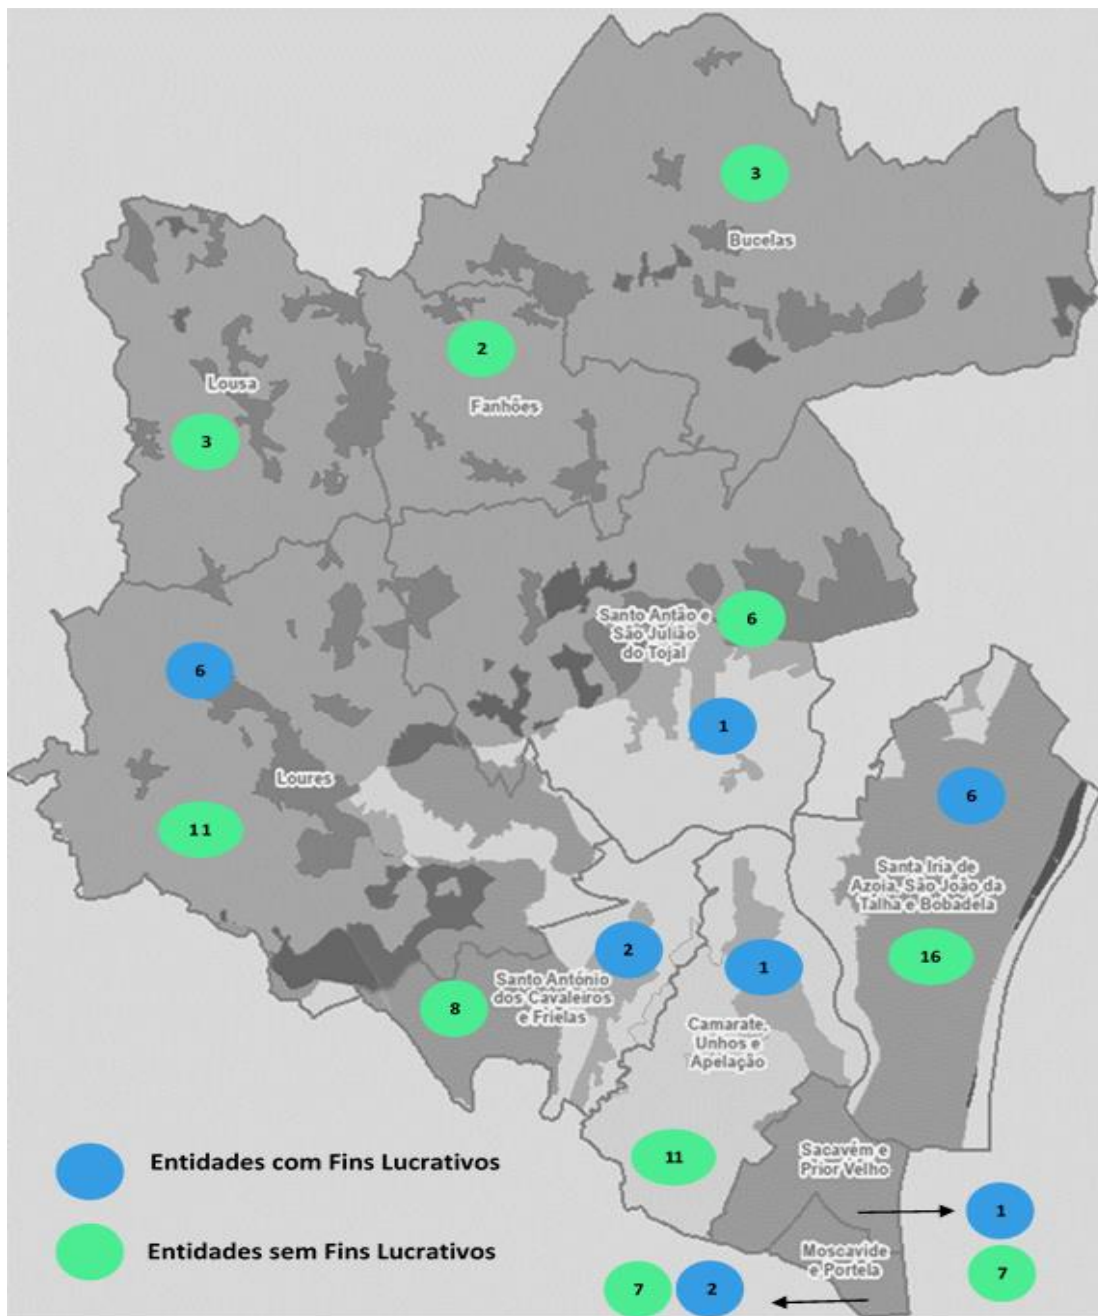 3
Bucelas
2
Lousa
Fanhões
3
Santo Antão e
São Julião
do Tojal
6
6
1
Loures
6
11
Santa Iria de
Azoia, São João da
Talha e Bobadela
2
1
16
Santo António
dos Cavaleiros
e Frielas
8
Camarate,
Unhos e
Apelação
11
Sacavém e
Prior Velho
Entidades com Fins Lucrativos
1
Entidades sem Fins Lucrativos
Moscavide
e Portela
7
7
2